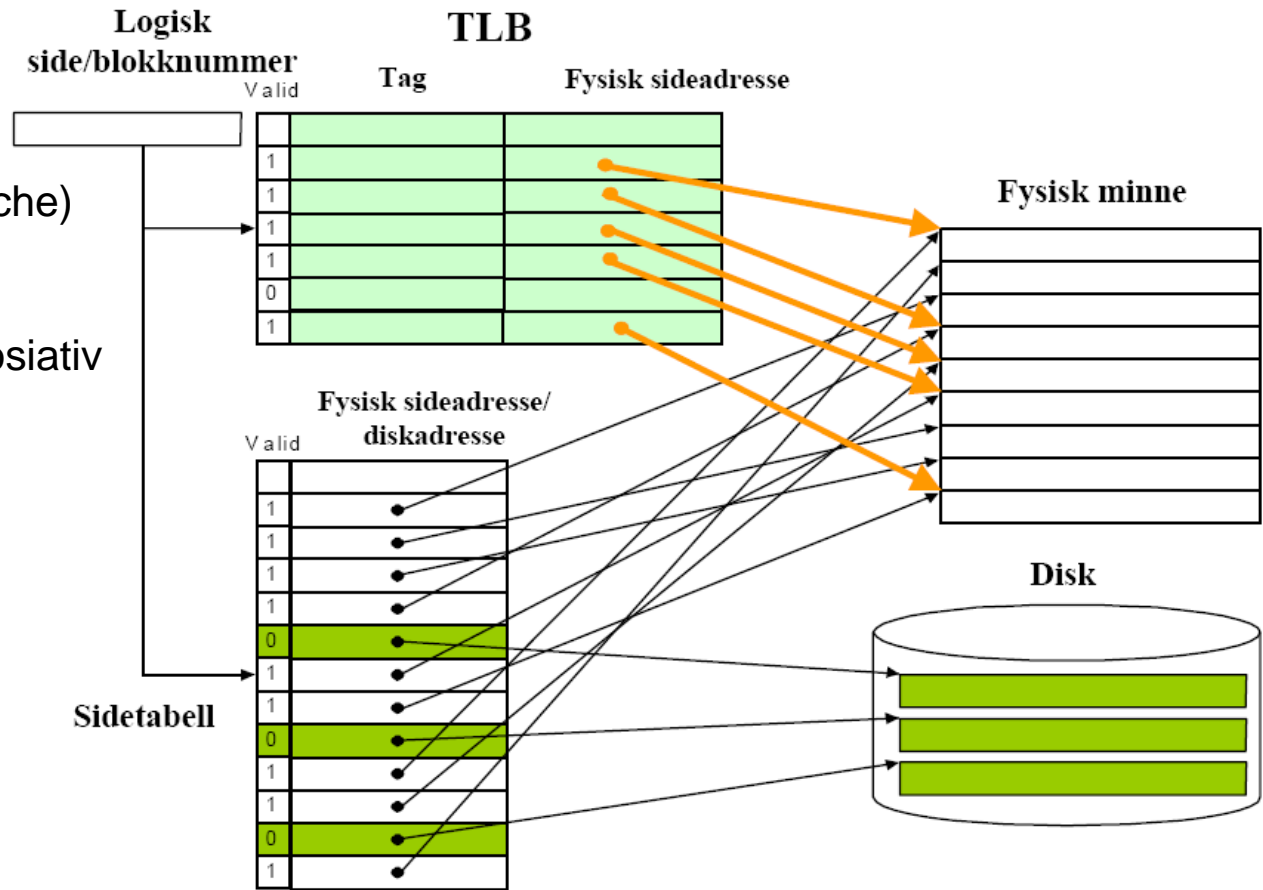 Logisk
side/blokknummer
TLB
Valid
Tag
Fysisk sideadresse
1
1
1
1
0
1
che)
osiativ
Fysisk minne
Fysisk sideadresse/
diskadresse
Valid
1
1
1
1
0
1
1
0
1
1
0
1
Sidetabell
Disk